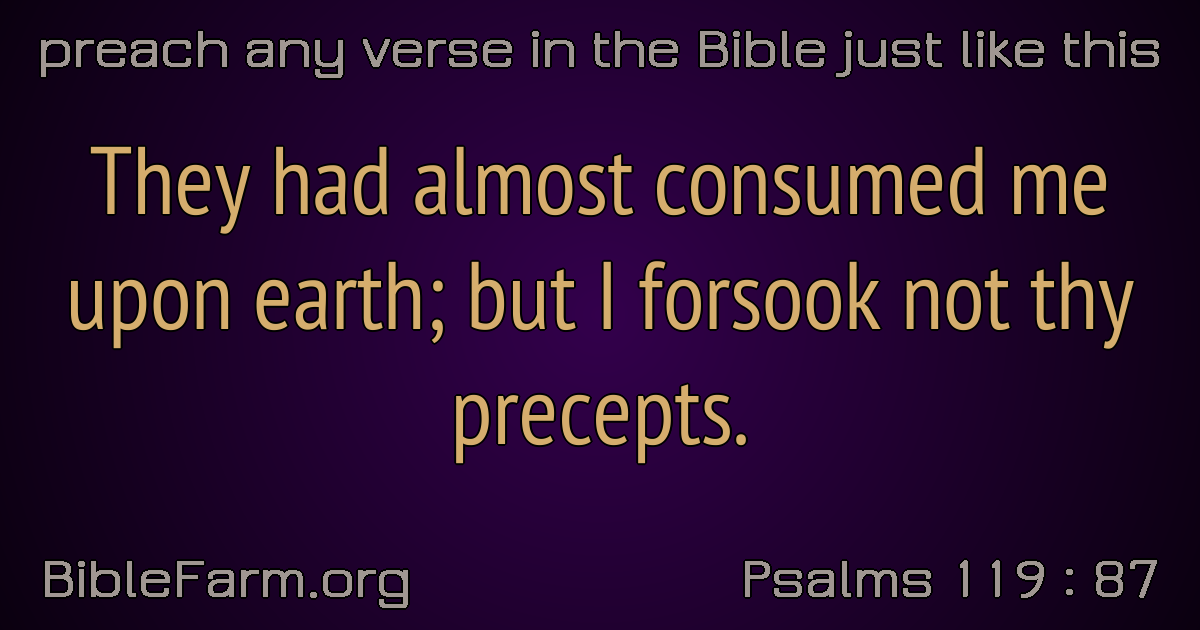 preach any verse in the Bible just like this
They had almost consumed me
upon earth; but I forsook not thy
precepts.
BibleFarm.org
Psalms 119 : 87